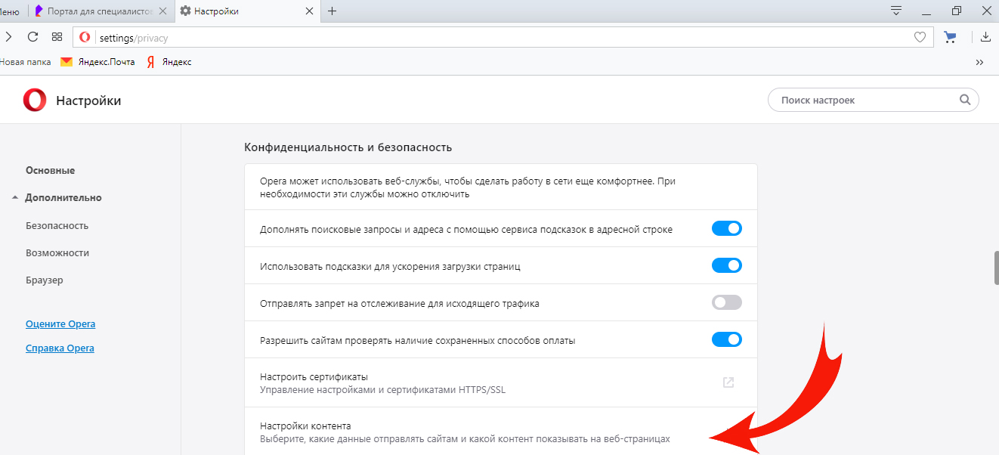 еню
Портал для специалистов
Настройки
settings/privacy
Новая папка
Яндекс.Почта
Яндекс
Настройки
Поиск настроек
Основные
Дополнительно
Безопасность
Возможности
Браузер
Оцените Opera
Справка Opera
Конфиденциальность и безопасность
Opera может использовать веб-службы, чтобы сделать работу в сети еще комфортнее. При
необходимости эти службы можно отключить
Дополнять поисковые запросы и адреса с помощью сервиса подсказок в адресной строке
Использовать подсказки для ускорения загрузки страниц
Отправлять запрет на отслеживание для исходящего трафика
Разрешить сайтам проверять наличие сохраненных способов оплаты
Настроить сертификаты
Управление настройками и сертификатами HTTPS/SSL
Настройки контента
Выберите, какие данные отправлять сайтам и какой контент показывать на веб-страницах